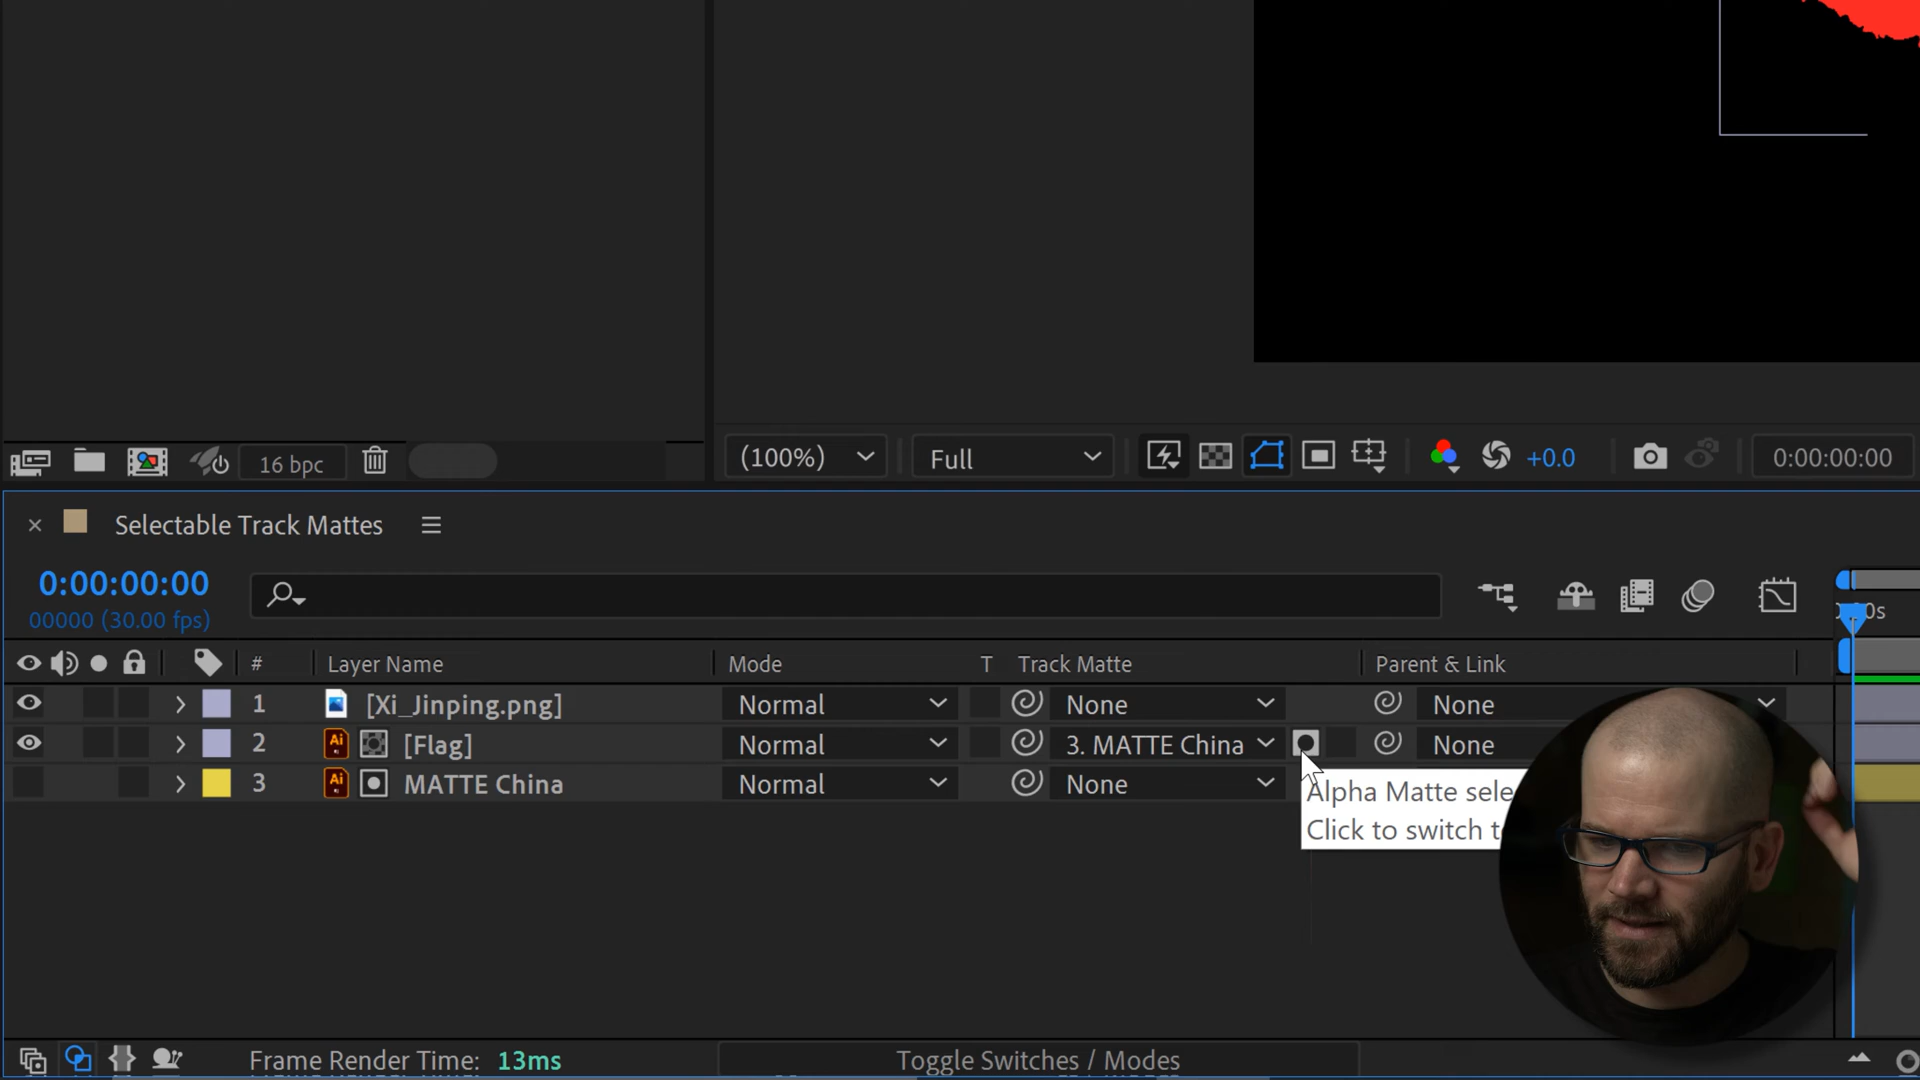 16 bpc
(100%)
Full
+0.0
0:00:00:00
Selectable Track Mattes
0:00:00:00
00000 (30.00 fps)
# Layer Name Mode T Track Matte Parent & Link
1 [Xi_Jinping.png] Normal None None
2 Ai [Flag] Normal 3. MATTE China None
3 Ai MATTE China Normal None
Alpha Matte
Click to switch
Frame Render Time: 13ms
Toggle Switches / Modes